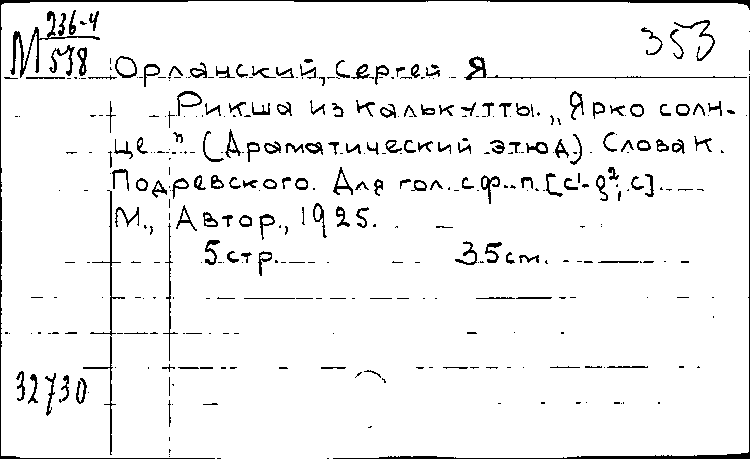 М 236-4
538
353
Орланский, Сергей Я.
Рикша из Калькутты. „Ярко солн-
це" (Драматический этюд). Слова К.
Подревского. Для гол. с ф.-п. [c¹-g², c]
М., Автор, 1925.
5 стр. 35 см.
32730